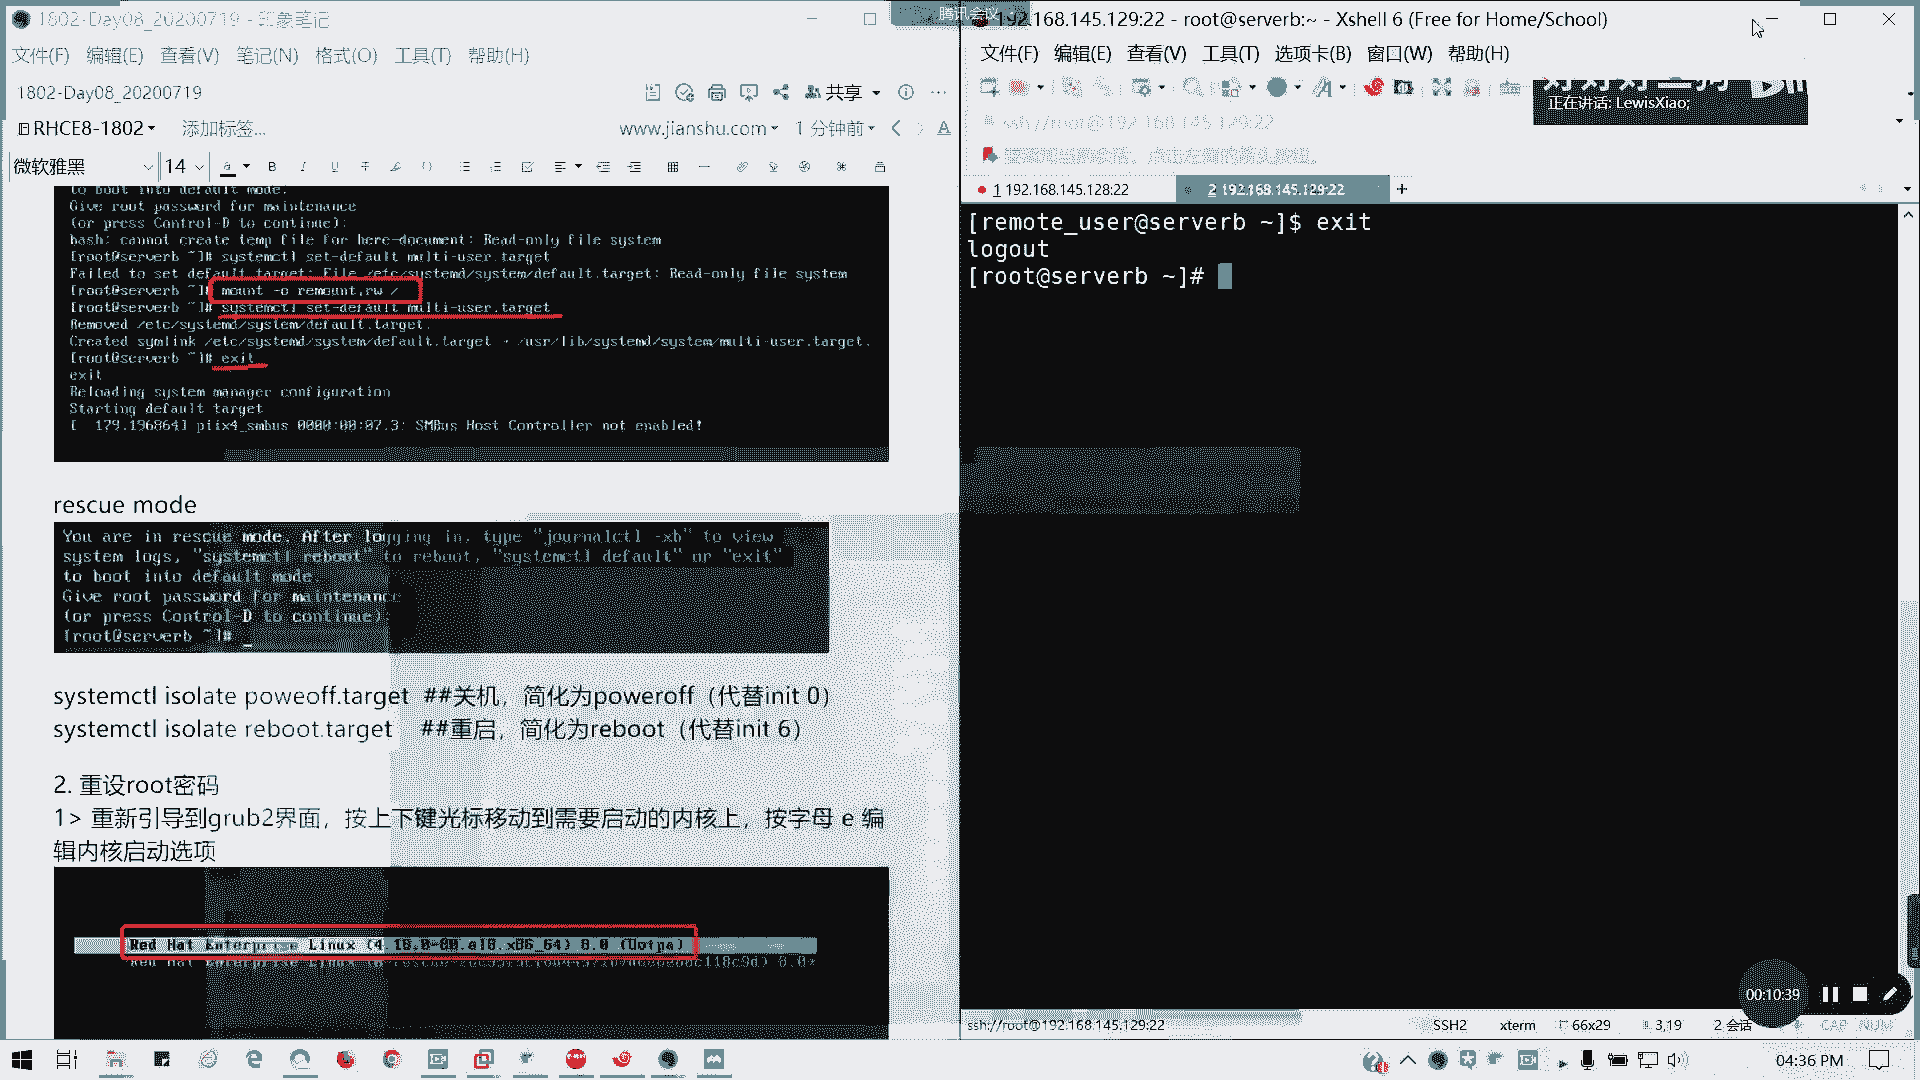 1802-Day08_20200719 - 印象笔记
文件(F) 编辑(E) 查看(V) 笔记(N) 格式(O) 工具(T) 帮助(H)
1802-Day08_20200719
共享
RHCE8-1802 添加标签...
www.jianshu.com 1 分钟前
微软雅黑 14
to boot into default mode.
Give root password for maintenance
(or press Control-D to continue):
bash: cannot create temp file for here-document: Read-only file system
[root@serverb ~]# systemctl set-default multi-user.target
Failed to set default target: File /etc/systemd/system/default.target: Read-only file system
[root@serverb ~]# mount -o remount,rw /
[root@serverb ~]# systemctl set-default multi-user.target
Removed /etc/systemd/system/default.target.
Created symlink /etc/systemd/system/default.target → /usr/lib/systemd/system/multi-user.target.
[root@serverb ~]# exit
exit
Reloading system manager configuration
Starting default target
[  179.196864] piix4_smbus 0000:00:07.3: SMBus Host Controller not enabled!
rescue mode
You are in rescue mode. After logging in, type "journalctl -xb" to view
system logs, "systemctl reboot" to reboot, "systemctl default" or "exit"
to boot into default mode.
Give root password for maintenance
(or press Control-D to continue):
[root@serverb ~]#
systemctl isolate poweoff.target ##关机，简化为poweroff（代替init 0）
systemctl isolate reboot.target ##重启，简化为reboot（代替init 6）
2. 重设root密码
1> 重新引导到grub2界面，按上下键光标移动到需要启动的内核上，按字母 e 编
辑内核启动选项
Red Hat Enterprise Linux (4.18.0-80.el8.x86_64) 8.0 (Ootpa)
Red Hat Enterprise Linux
腾讯会议
192.168.145.129:22 - root@serverb:~ - Xshell 6 (Free for Home/School)
文件(F) 编辑(E) 查看(V) 工具(T) 选项卡(B) 窗口(W) 帮助(H)
正在讲话: LewisXiao;
ssh://root@192.168.145.129:22
1 192.168.145.128:22
2 192.168.145.129:22
[remote_user@serverb ~]$ exit
logout
[root@serverb ~]#
00:10:39
ssh://root@192.168.145.129:22 SSH2 xterm 66x29 3,19 2 会话 CAP NUM
04:36 PM